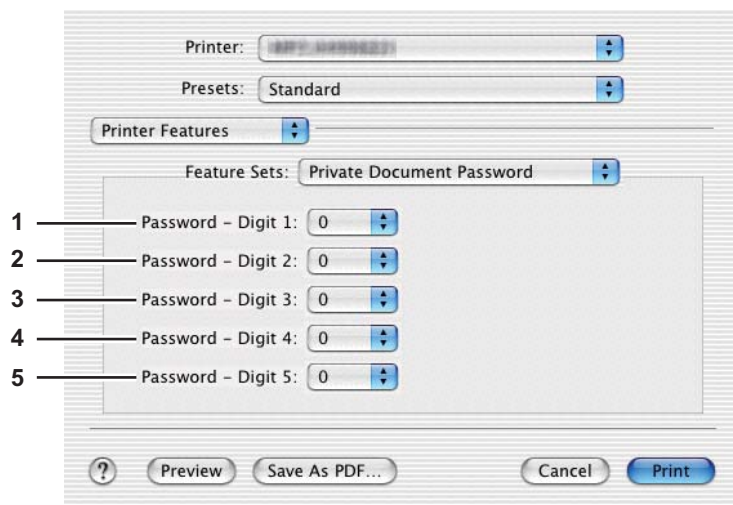 Printer:
Presets: Standard
Printer Features
Feature Sets: Private Document Password
1 Password – Digit 1: 0
2 Password – Digit 2: 0
3 Password – Digit 3: 0
4 Password – Digit 4: 0
5 Password – Digit 5: 0
? Preview Save As PDF... Cancel Print